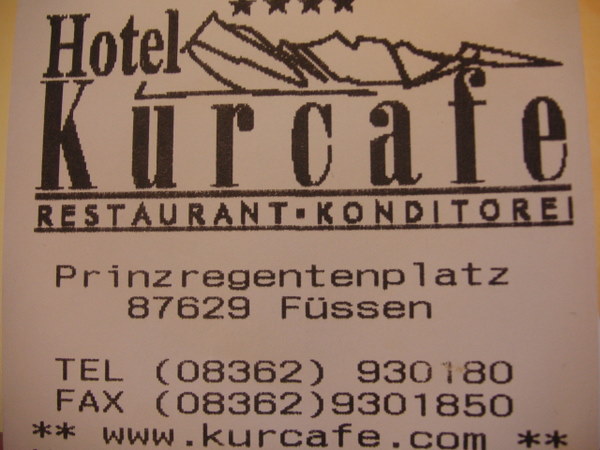 ★★★★
Hotel
Kurcafe
RESTAURANT▪KONDITOREI
Prinzregentenplatz
87629 Füssen
TEL (08362) 930180
FAX (08362)9301850
** www.kurcafe.com **